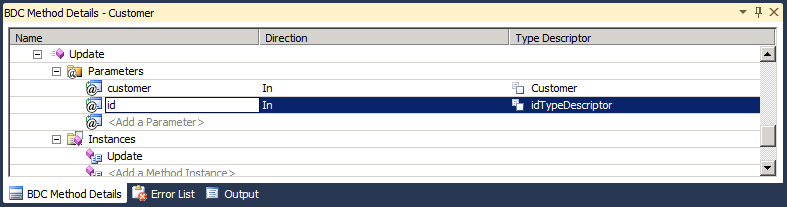 BDC Method Details - Customer
Name Direction Type Descriptor
Update
Parameters
customer In Customer
id In idTypeDescriptor
<Add a Parameter>
Instances
Update
<Add a Method Instance>
BDC Method Details Error List Output